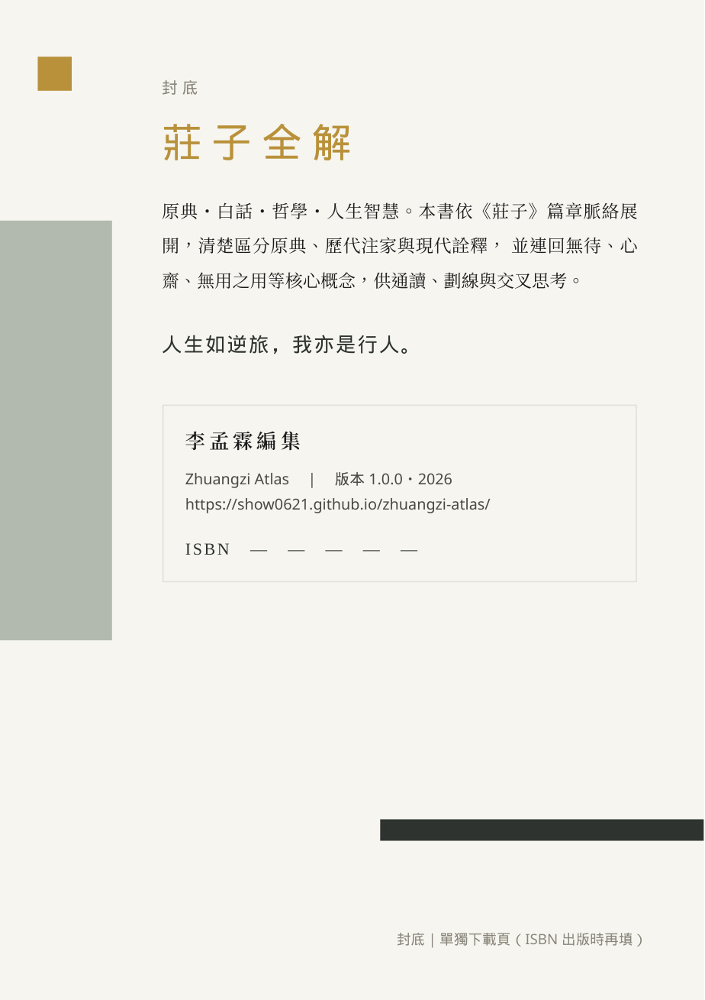 封底
莊子全解
原典・白話・哲學・人生智慧。本書依《莊子》篇章脈絡展
開，清楚區分原典、歷代注家與現代詮釋， 並連回無待、心
齋、無用之用等核心概念，供通讀、劃線與交叉思考。
人生如逆旅，我亦是行人。
李孟霖編集
Zhuangzi Atlas ｜ 版本 1.0.0・2026
https://show0621.github.io/zhuangzi-atlas/
ISBN — — — — —
封底｜單獨下載頁（ISBN 出版時再填）